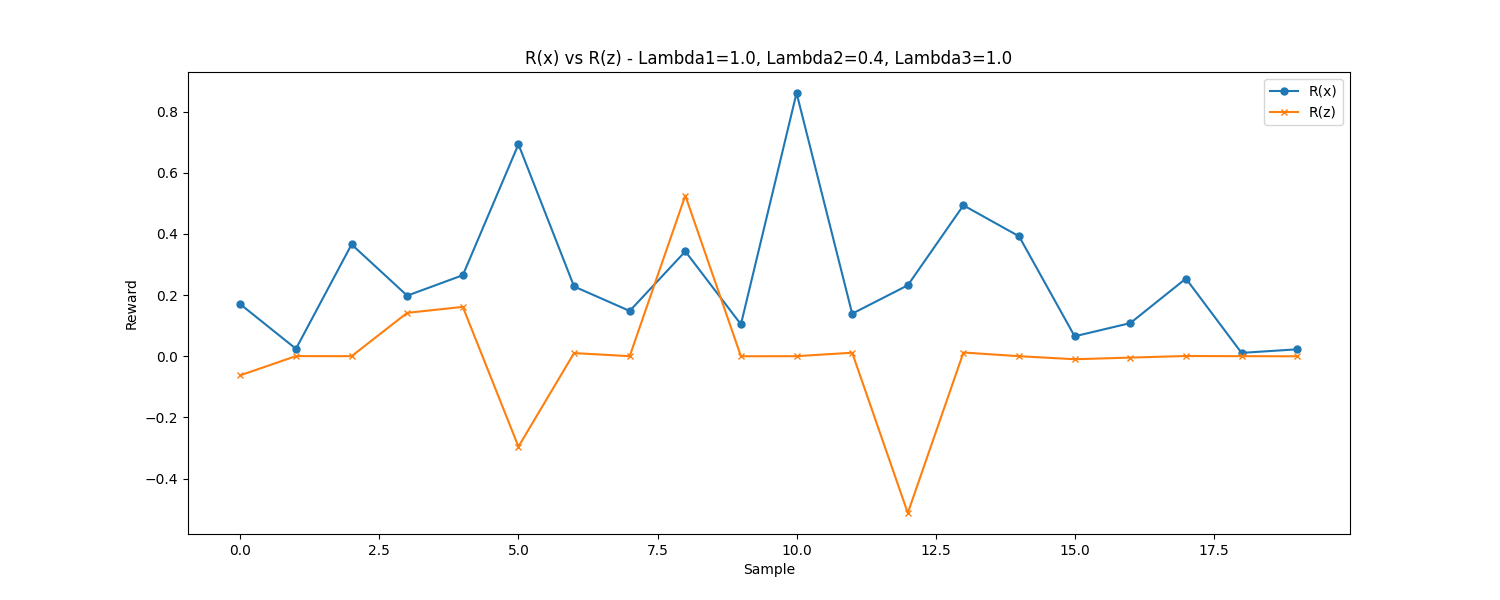 R(x) vs R(z) - Lambda1=1.0, Lambda2=0.4, Lambda3=1.0
R(x)
R(z)
Reward
0.8
0.6
0.4
0.2
0.0
−0.2
−0.4
0.0 2.5 5.0 7.5 10.0 12.5 15.0 17.5
Sample